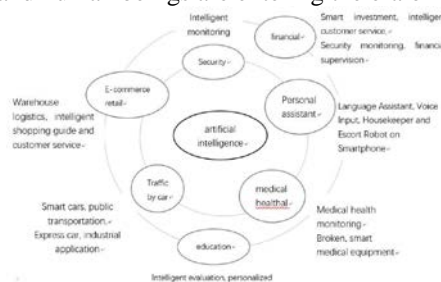 Intelligent
monitoring
financial
Smart investment, intelligent
customer service,
Security monitoring, financial
supervision
Security
E-commerce
retail
Personal
assistant
Warehouse
logistics, intelligent
shopping guide and
customer service
artificial
intelligence
Language Assistant, Voice
Input, Housekeeper and
Escort Robot on
Smartphone
Traffic
by car
medical
healthal
Smart cars, public
transportation,
Express car, industrial
application
education
Medical health
monitoring
Broken, smart
medical equipment
Intelligent evaluation, personalized